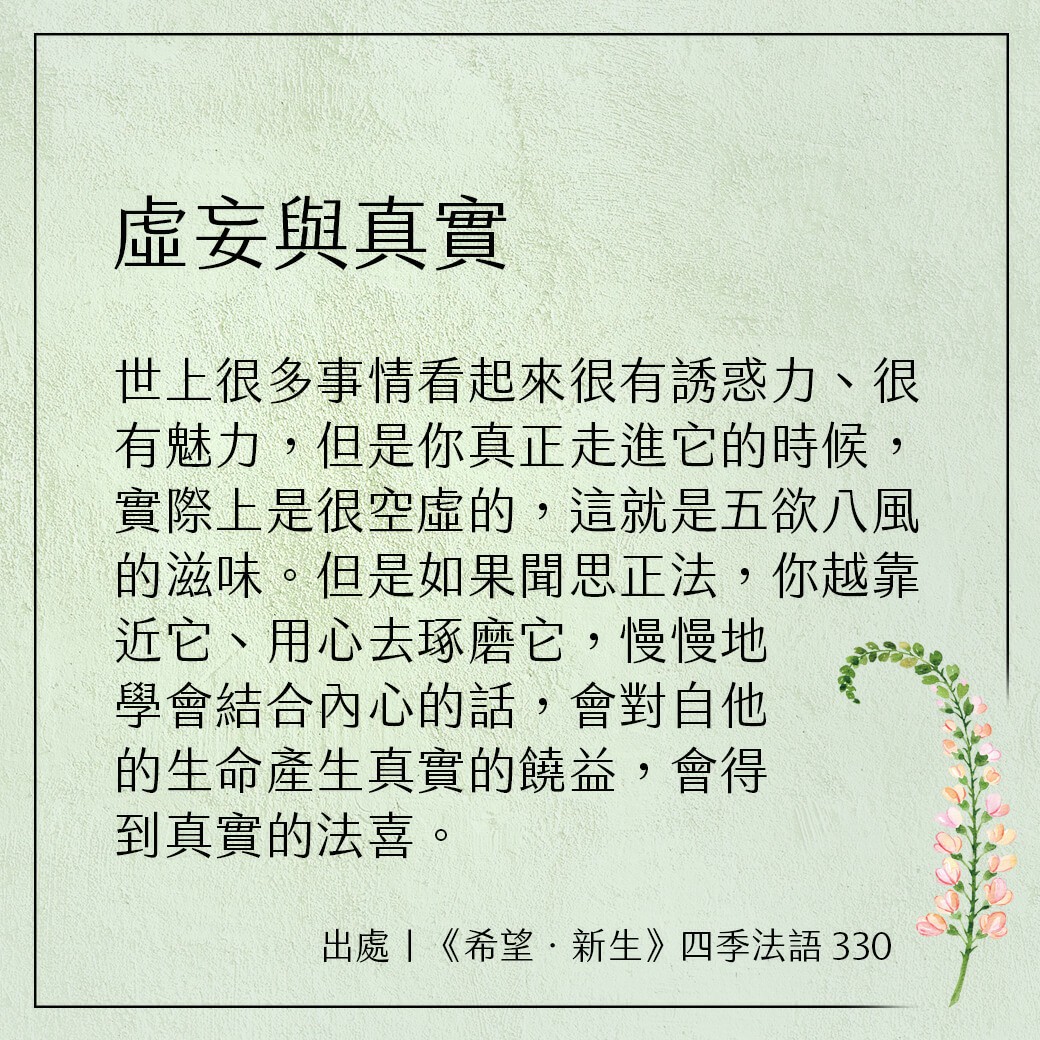 虛妄與真實
世上很多事情看起來很有誘惑力、很
有魅力，但是你真正走進它的時候，
實際上是很空虛的，這就是五欲八風
的滋味。但是如果聞思正法，你越靠
近它、用心去琢磨它，慢慢地
學會結合內心的話，會對自他
的生命產生真實的饒益，會得
到真實的法喜。
出處｜《希望．新生》四季法語 330